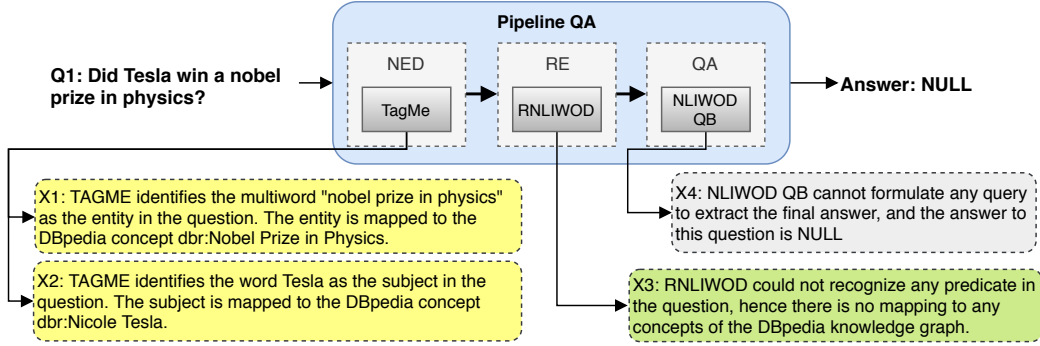 Pipeline QA
Q1: Did Tesla win a nobel
prize in physics?
NED
RE
QA
TagMe
RNLIWOD
NLIWOD
QB
Answer: NULL
X1: TAGME identifies the multiword "nobel prize in physics"
as the entity in the question. The entity is mapped to the
DBpedia concept dbr:Nobel Prize in Physics.
X2: TAGME identifies the word Tesla as the subject in the
question. The subject is mapped to the DBpedia concept
dbr:Nicole Tesla.
X4: NLIWOD QB cannot formulate any query
to extract the final answer, and the answer to
this question is NULL
X3: RNLIWOD could not recognize any predicate in
the question, hence there is no mapping to any
concepts of the DBpedia knowledge graph.